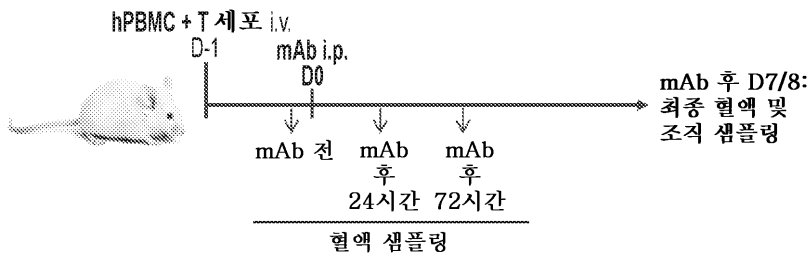 hPBMC + T 세포 i.v.
D-1
mAb i.p.
D0
mAb 후 D7/8:
최종 혈액 및
조직 샘플링
mAb 전
mAb
후
24시간
mAb
후
72시간
혈액 샘플링